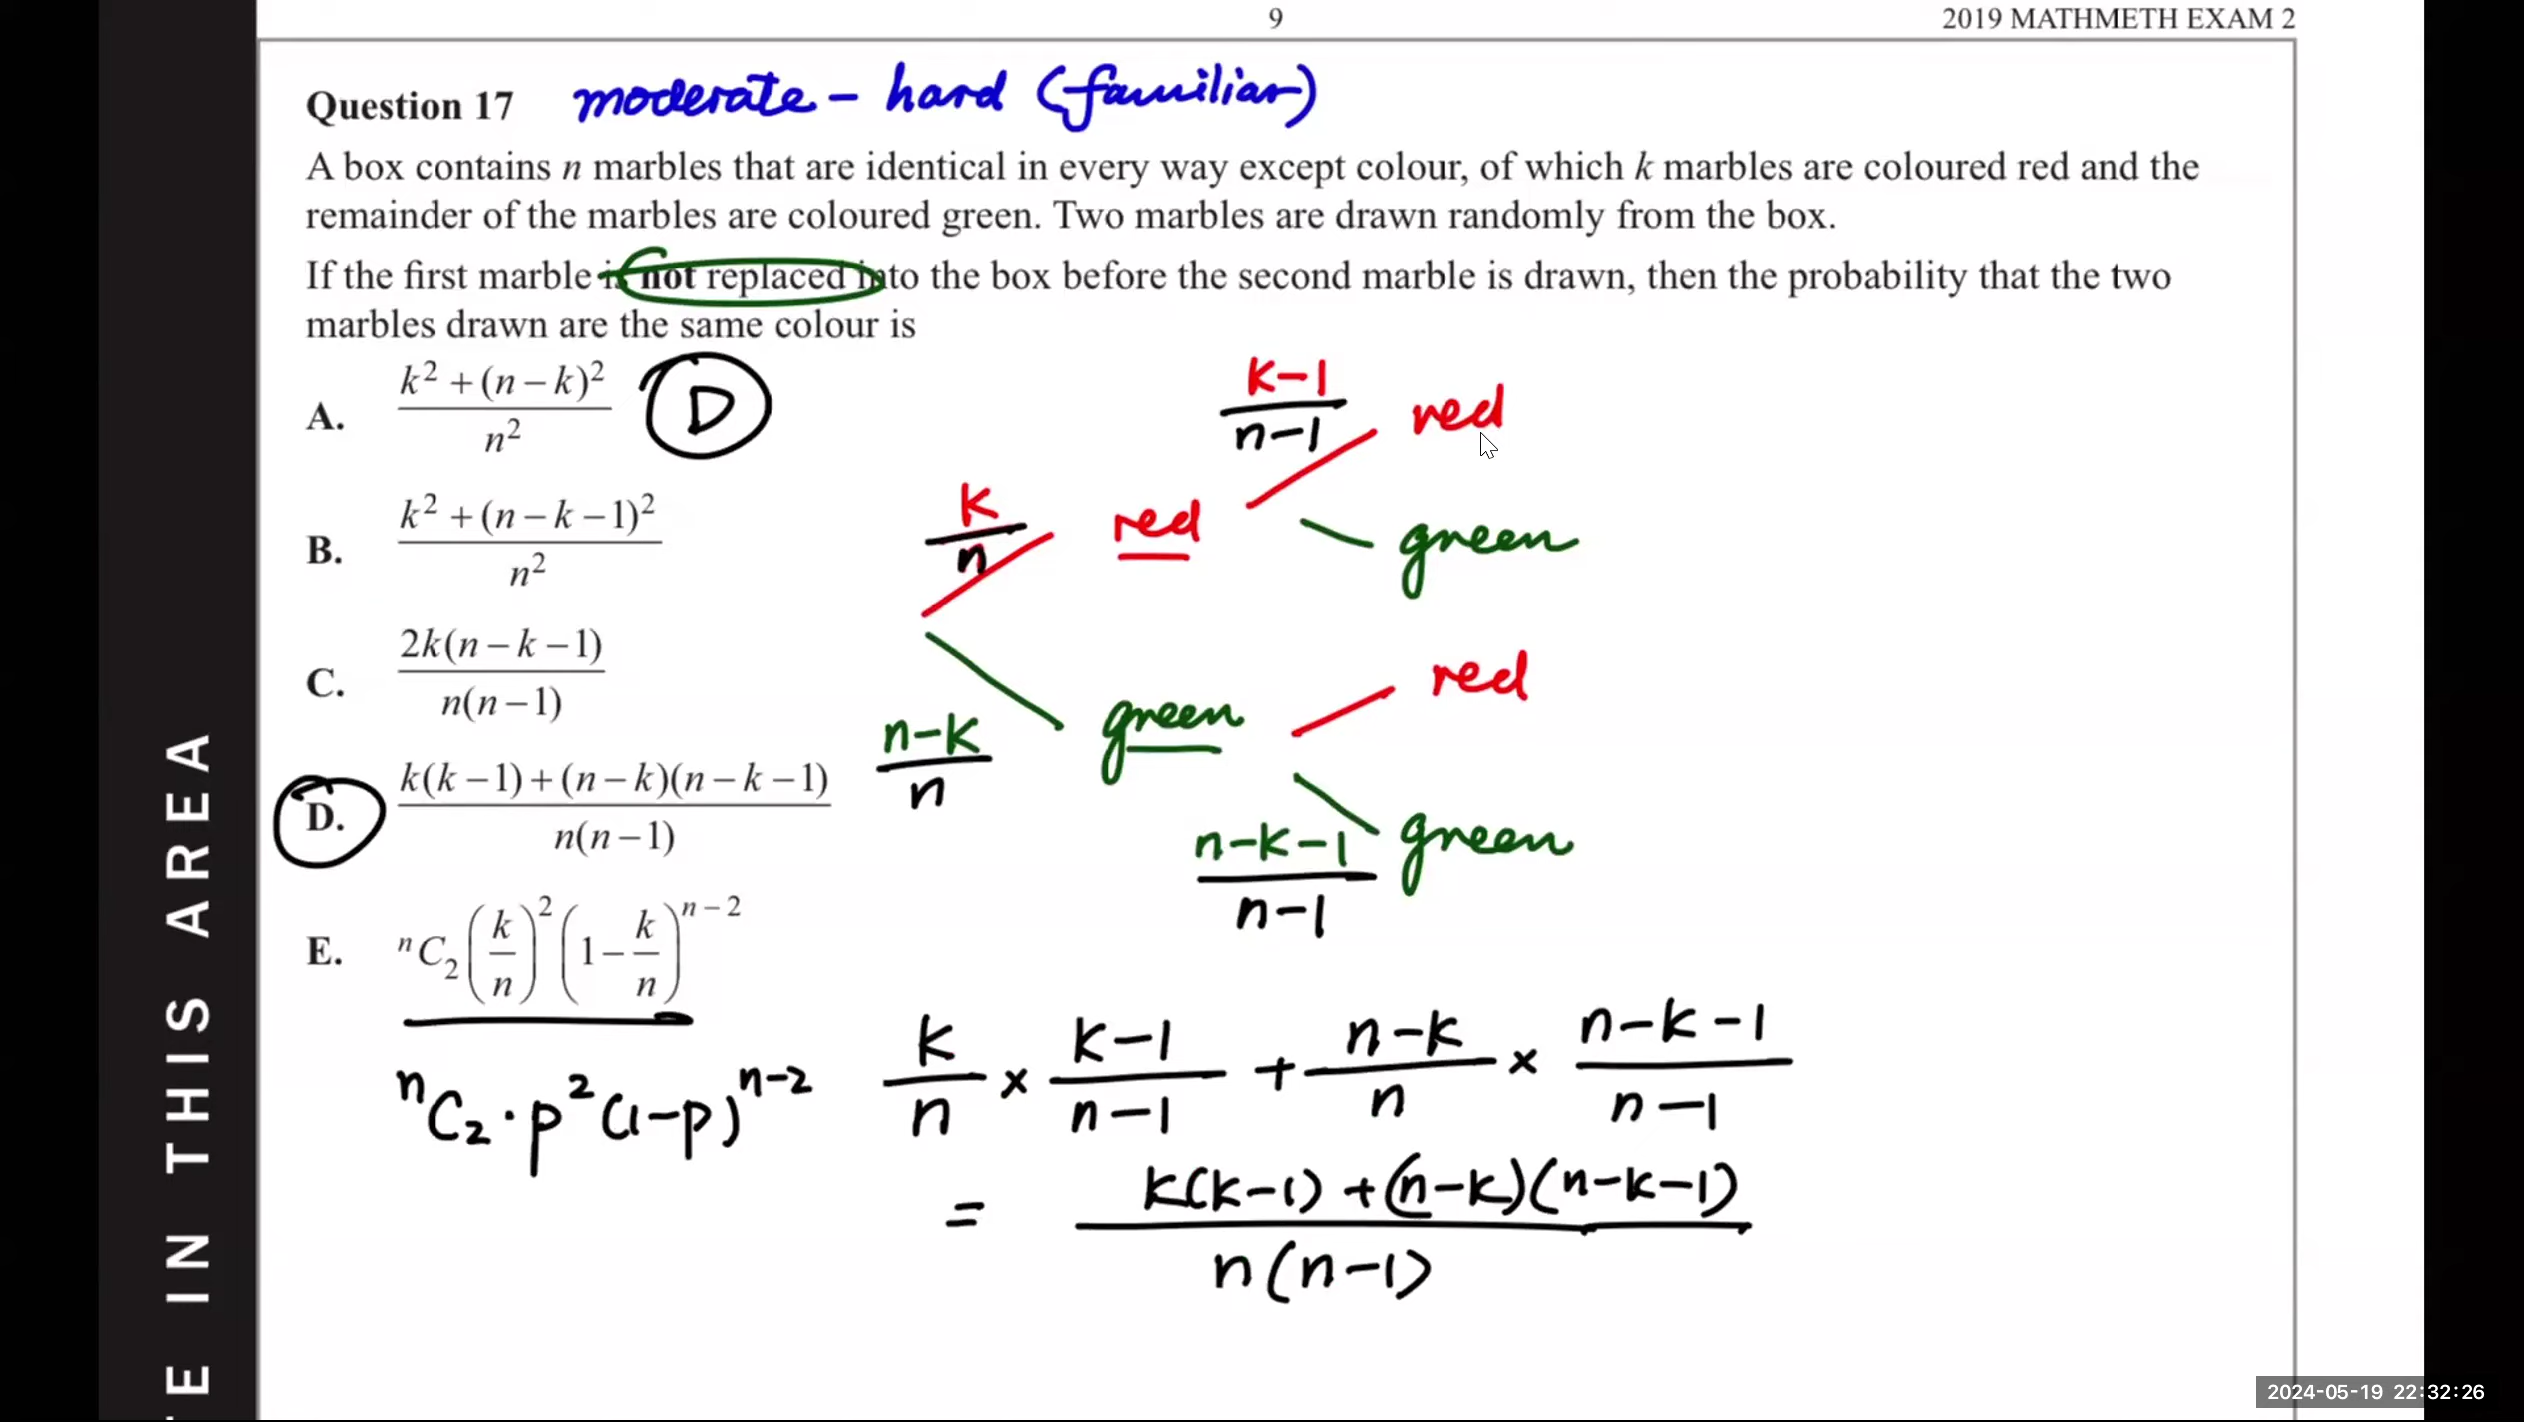 9
2019 MATHMETH EXAM 2
Question 17 moderate – hard (familiar)
A box contains n marbles that are identical in every way except colour, of which k marbles are coloured red and the
remainder of the marbles are coloured green. Two marbles are drawn randomly from the box.
If the first marble is not replaced into the box before the second marble is drawn, then the probability that the two
marbles drawn are the same colour is
A. (k² + (n – k)²) / n²
D
B. (k² + (n – k – 1)²) / n²
C. 2k(n – k – 1) / n(n – 1)
D. (k(k – 1) + (n – k)(n – k – 1)) / n(n – 1)
E. ⁿC₂ (k/n)² (1 – k/n)ⁿ⁻²
ⁿC₂ · p² (1–p)ⁿ⁻²
(k–1)/(n–1) red
k/n red
green
red
(n–k)/n green
(n–k–1)/(n–1) green
k/n × (k–1)/(n–1) + (n–k)/n × (n–k–1)/(n–1)
= (k(k–1) + (n–k)(n–k–1)) / n(n–1)
E IN THIS AREA
2024-05-19 22:32:26